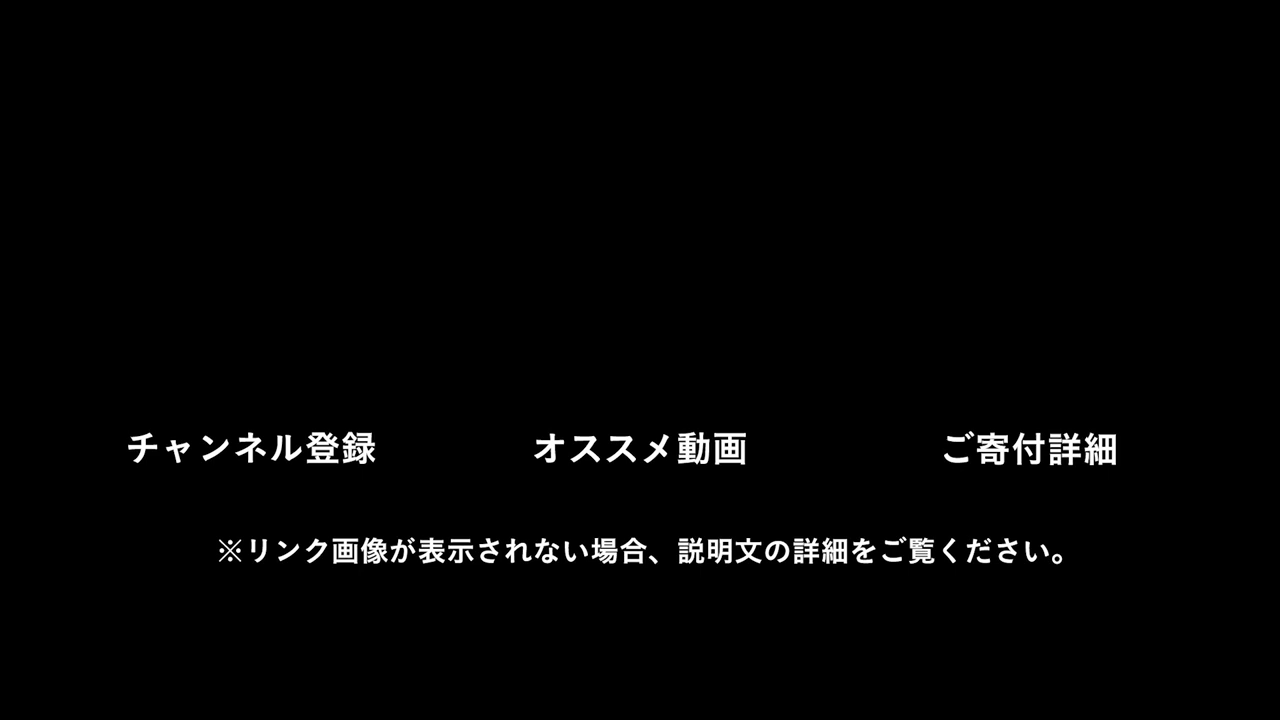 チャンネル登録 オススメ動画 ご寄付詳細
※リンク画像が表示されない場合、説明文の詳細をご覧ください。